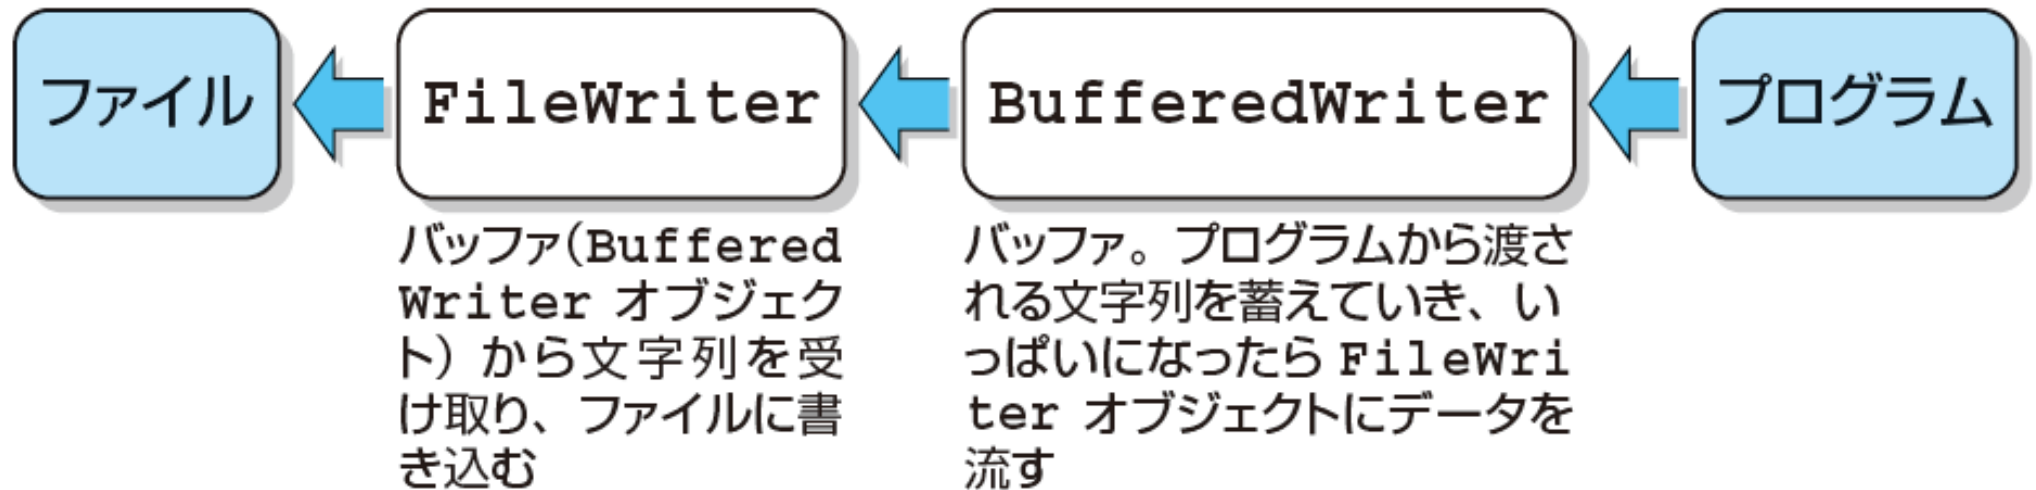 ファイル
FileWriter
BufferedWriter
プログラム
バッファ(Buffered
Writer オブジェク
ト) から文字列を受
け取り、ファイルに書
き込む
バッファ。プログラムから渡さ
れる文字列を蓄えていき、い
っぱいになったら FileWri
ter オブジェクトにデータを
流す